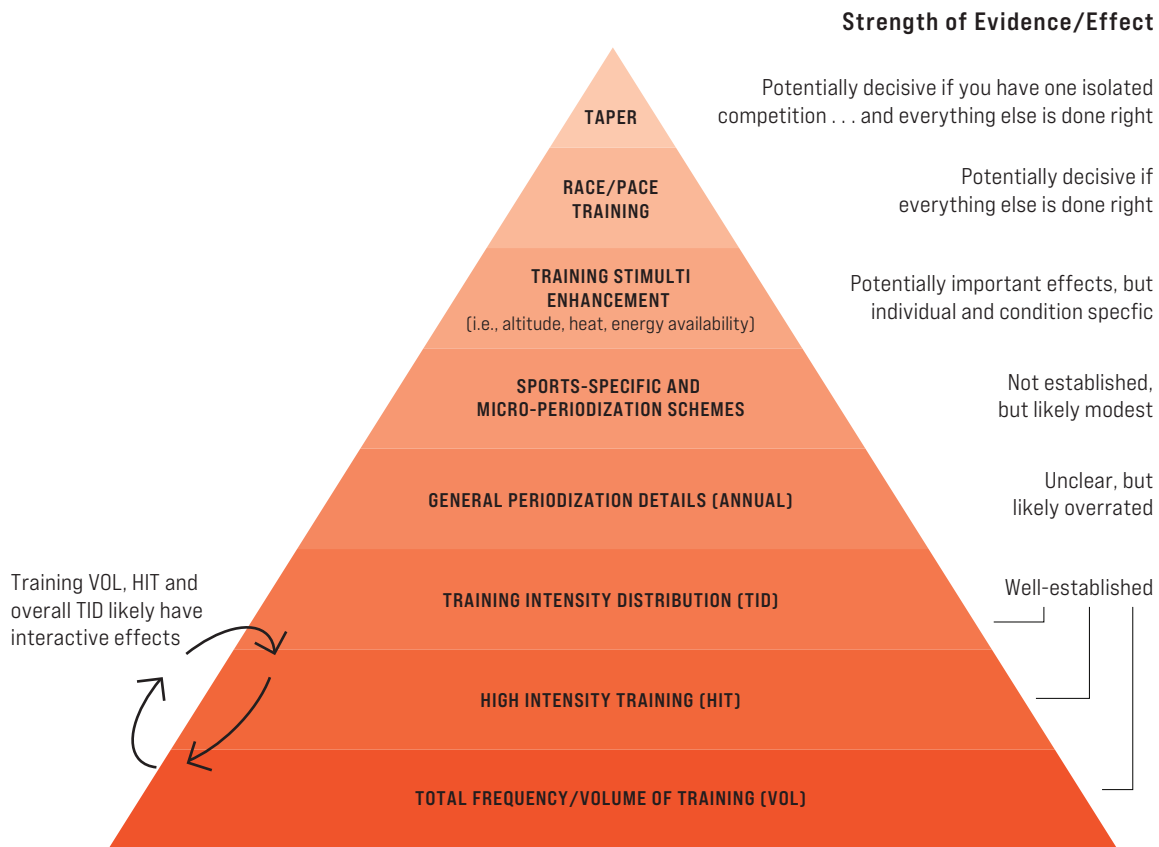 Strength of Evidence/Effect
TAPER
Potentially decisive if you have one isolated
competition . . . and everything else is done right
RACE/PACE
TRAINING
Potentially decisive if
everything else is done right
TRAINING STIMULTI
ENHANCEMENT
(i.e., altitude, heat, energy availability)
Potentially important effects, but
individual and condition specfic
SPORTS-SPECIFIC AND
MICRO-PERIODIZATION SCHEMES
Not established,
but likely modest
GENERAL PERIODIZATION DETAILS (ANNUAL)
Unclear, but
likely overrated
Training VOL, HIT and
overall TID likely have
interactive effects
TRAINING INTENSITY DISTRIBUTION (TID)
Well-established
HIGH INTENSITY TRAINING (HIT)
TOTAL FREQUENCY/VOLUME OF TRAINING (VOL)